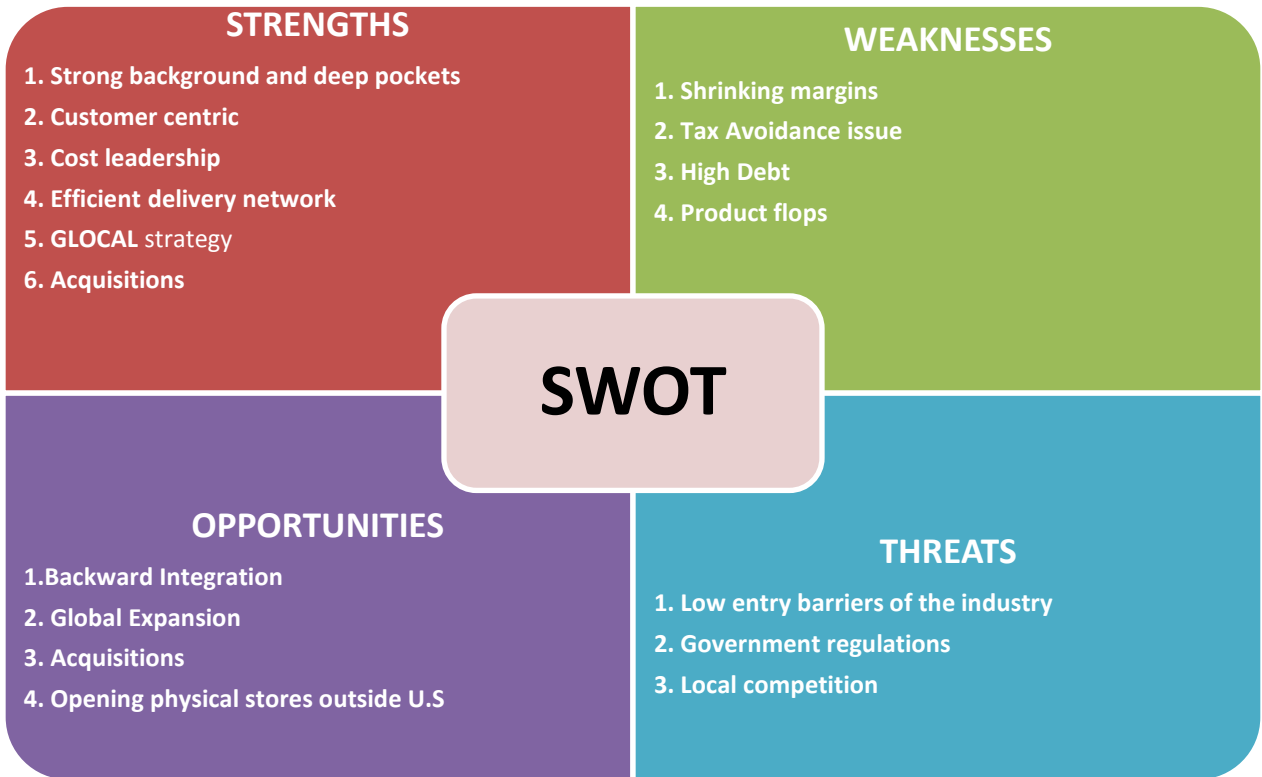 STRENGTHS
1. Strong background and deep pockets
2. Customer centric
3. Cost leadership
4. Efficient delivery network
5. GLOCAL strategy
6. Acquisitions
WEAKNESSES
1. Shrinking margins
2. Tax Avoidance issue
3. High Debt
4. Product flops
SWOT
OPPORTUNITIES
1.Backward Integration
2. Global Expansion
3. Acquisitions
4. Opening physical stores outside U.S
THREATS
1. Low entry barriers of the industry
2. Government regulations
3. Local competition